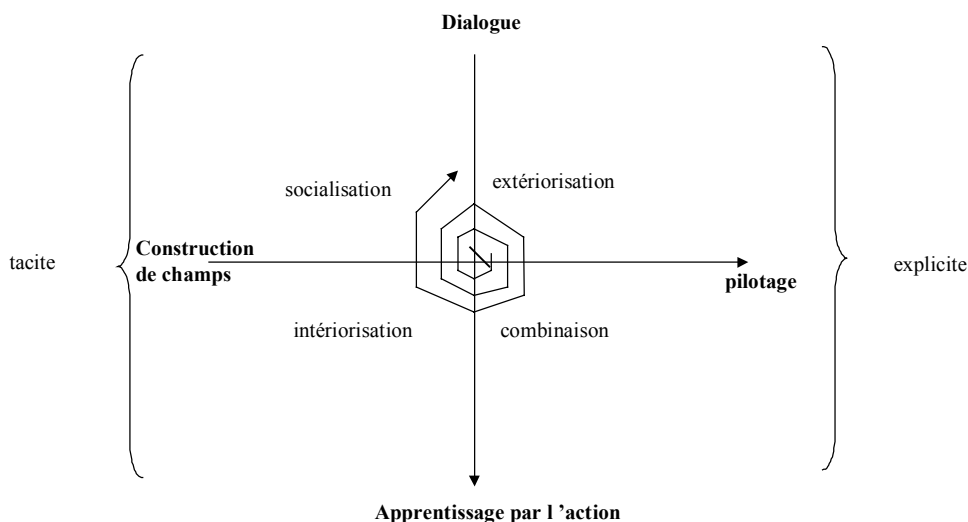 Dialogue
socialisation
extériorisation
tacite
Construction
de champs
explicite
pilotage
intériorisation
combinaison
Apprentissage par l ’action